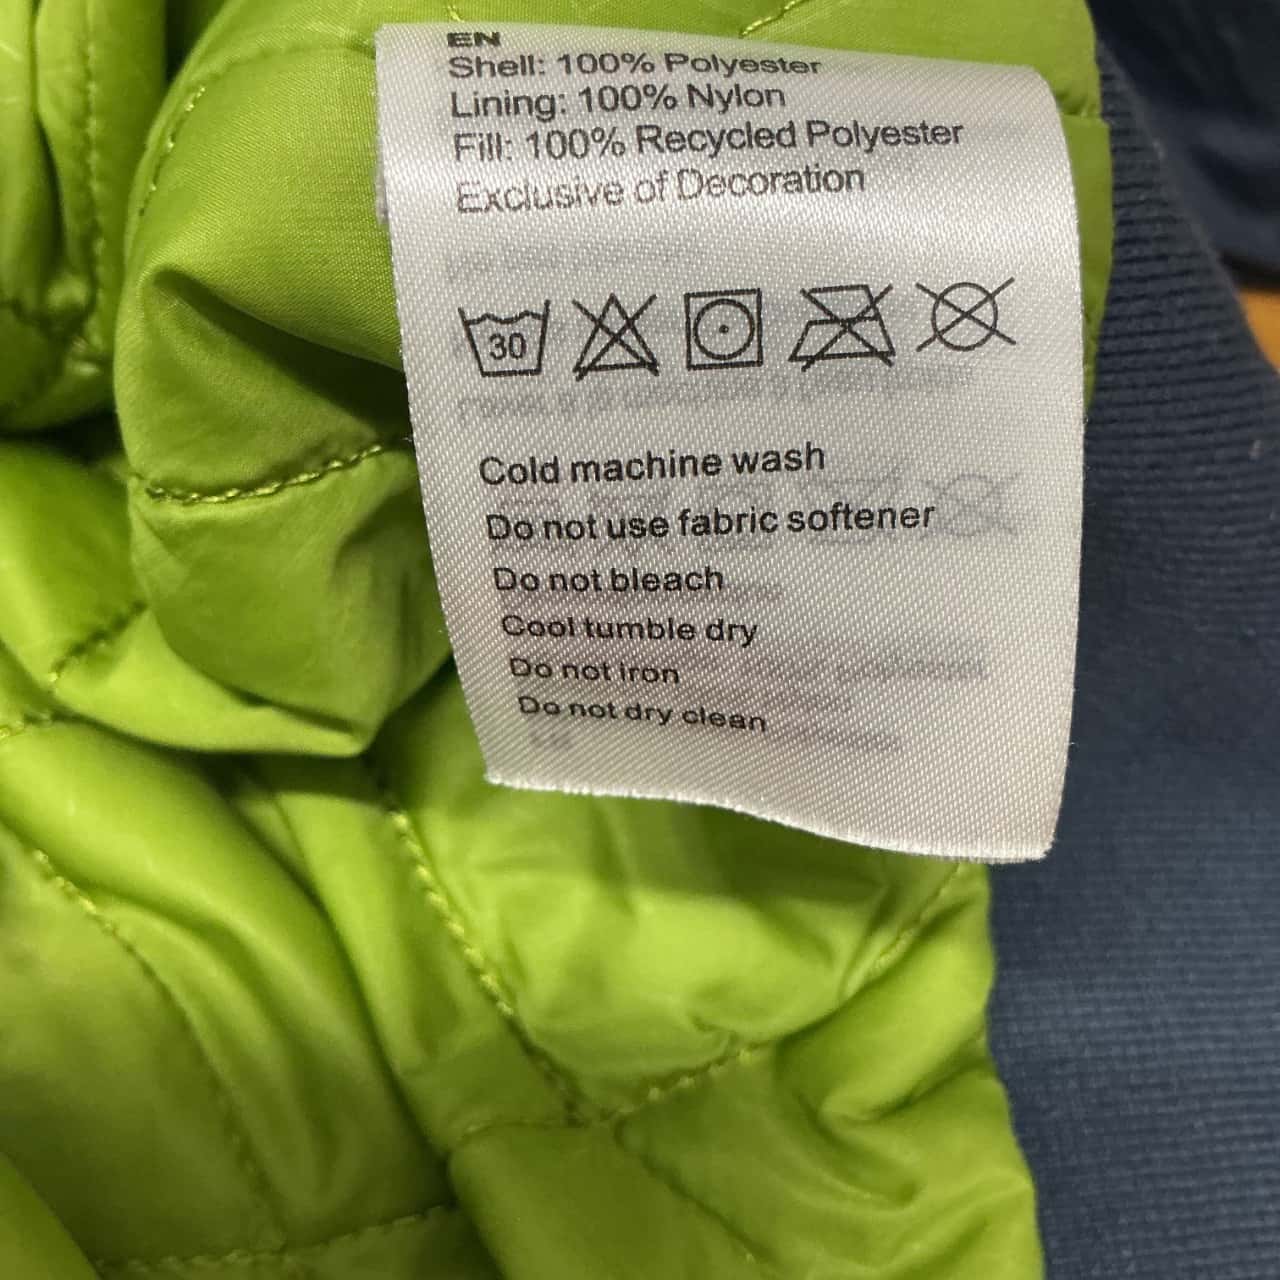 EN
Shell: 100% Polyester
Lining: 100% Nylon
Fill: 100% Recycled Polyester
Exclusive of Decoration
30
Cold machine wash
Do not use fabric softener
Do not bleach
Cool tumble dry
Do not iron
Do not dry clean